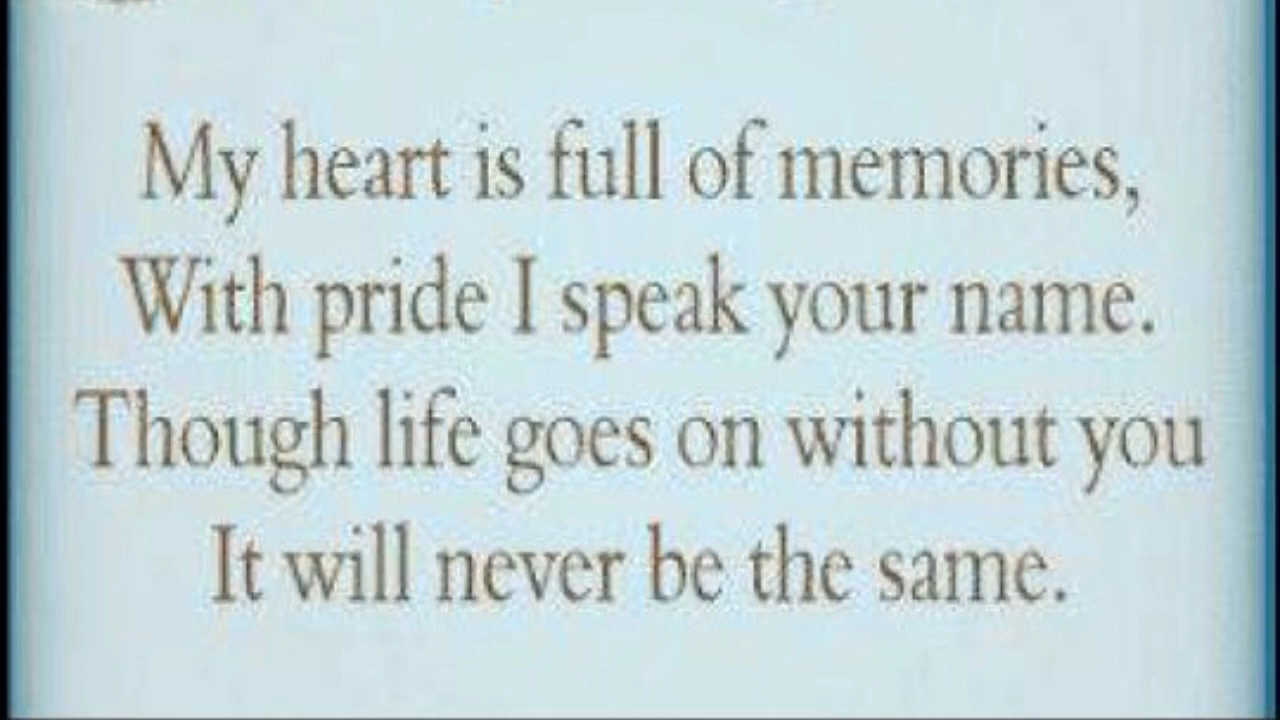 My heart is full of memories,
With pride I speak your name.
Though life goes on without you
It will never be the same.